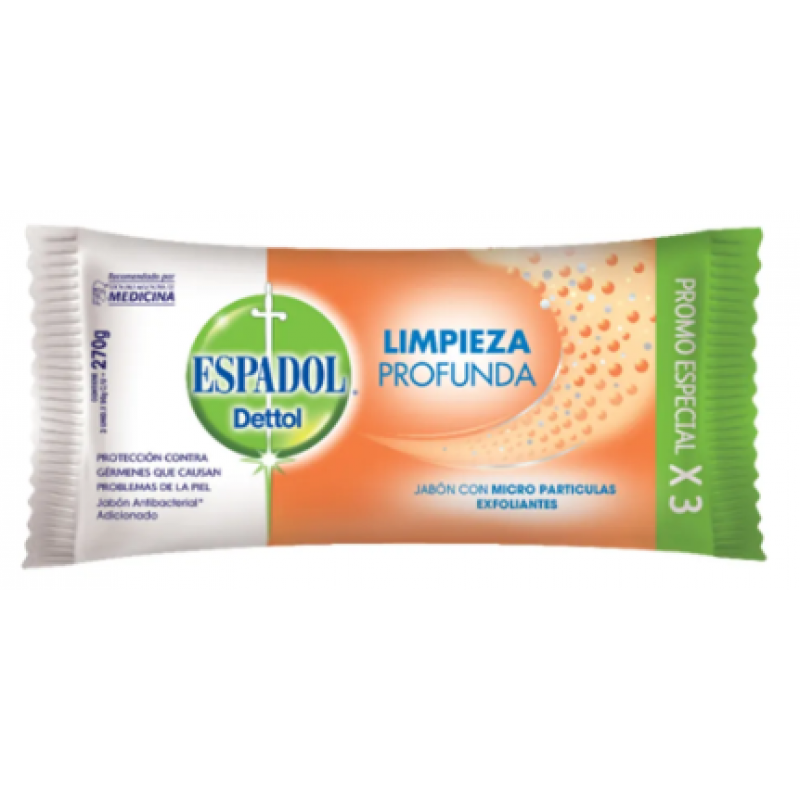 Recomendado por
MEDICINA
CONTIENE 270g
ESPADOL
Dettol
PROTECCIÓN CONTRA
GÉRMENES QUE CAUSAN
PROBLEMAS DE LA PIEL
Jabón Antibacterial*
Adicionado
LIMPIEZA
PROFUNDA
JABÓN CON MICRO PARTICULAS
EXFOLIANTES
PROMO ESPECIAL X 3